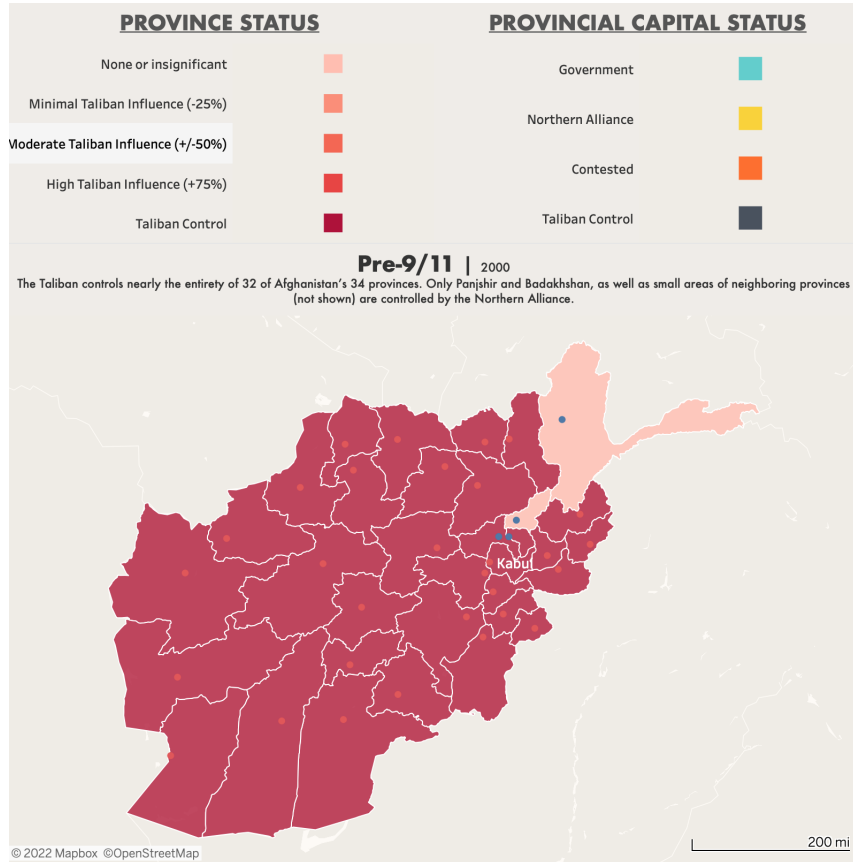 PROVINCE STATUS
None or insignificant
Minimal Taliban Influence (-25%)
Moderate Taliban Influence (+/-50%)
High Taliban Influence (+75%)
Taliban Control
PROVINCIAL CAPITAL STATUS
Government
Northern Alliance
Contested
Taliban Control
Pre-9/11 | 2000
The Taliban controls nearly the entirety of 32 of Afghanistan's 34 provinces. Only Panjshir and Badakhshan, as well as small areas of neighboring provinces
(not shown) are controlled by the Northern Alliance.
Kabul
200 mi
© 2022 Mapbox ©OpenStreetMap